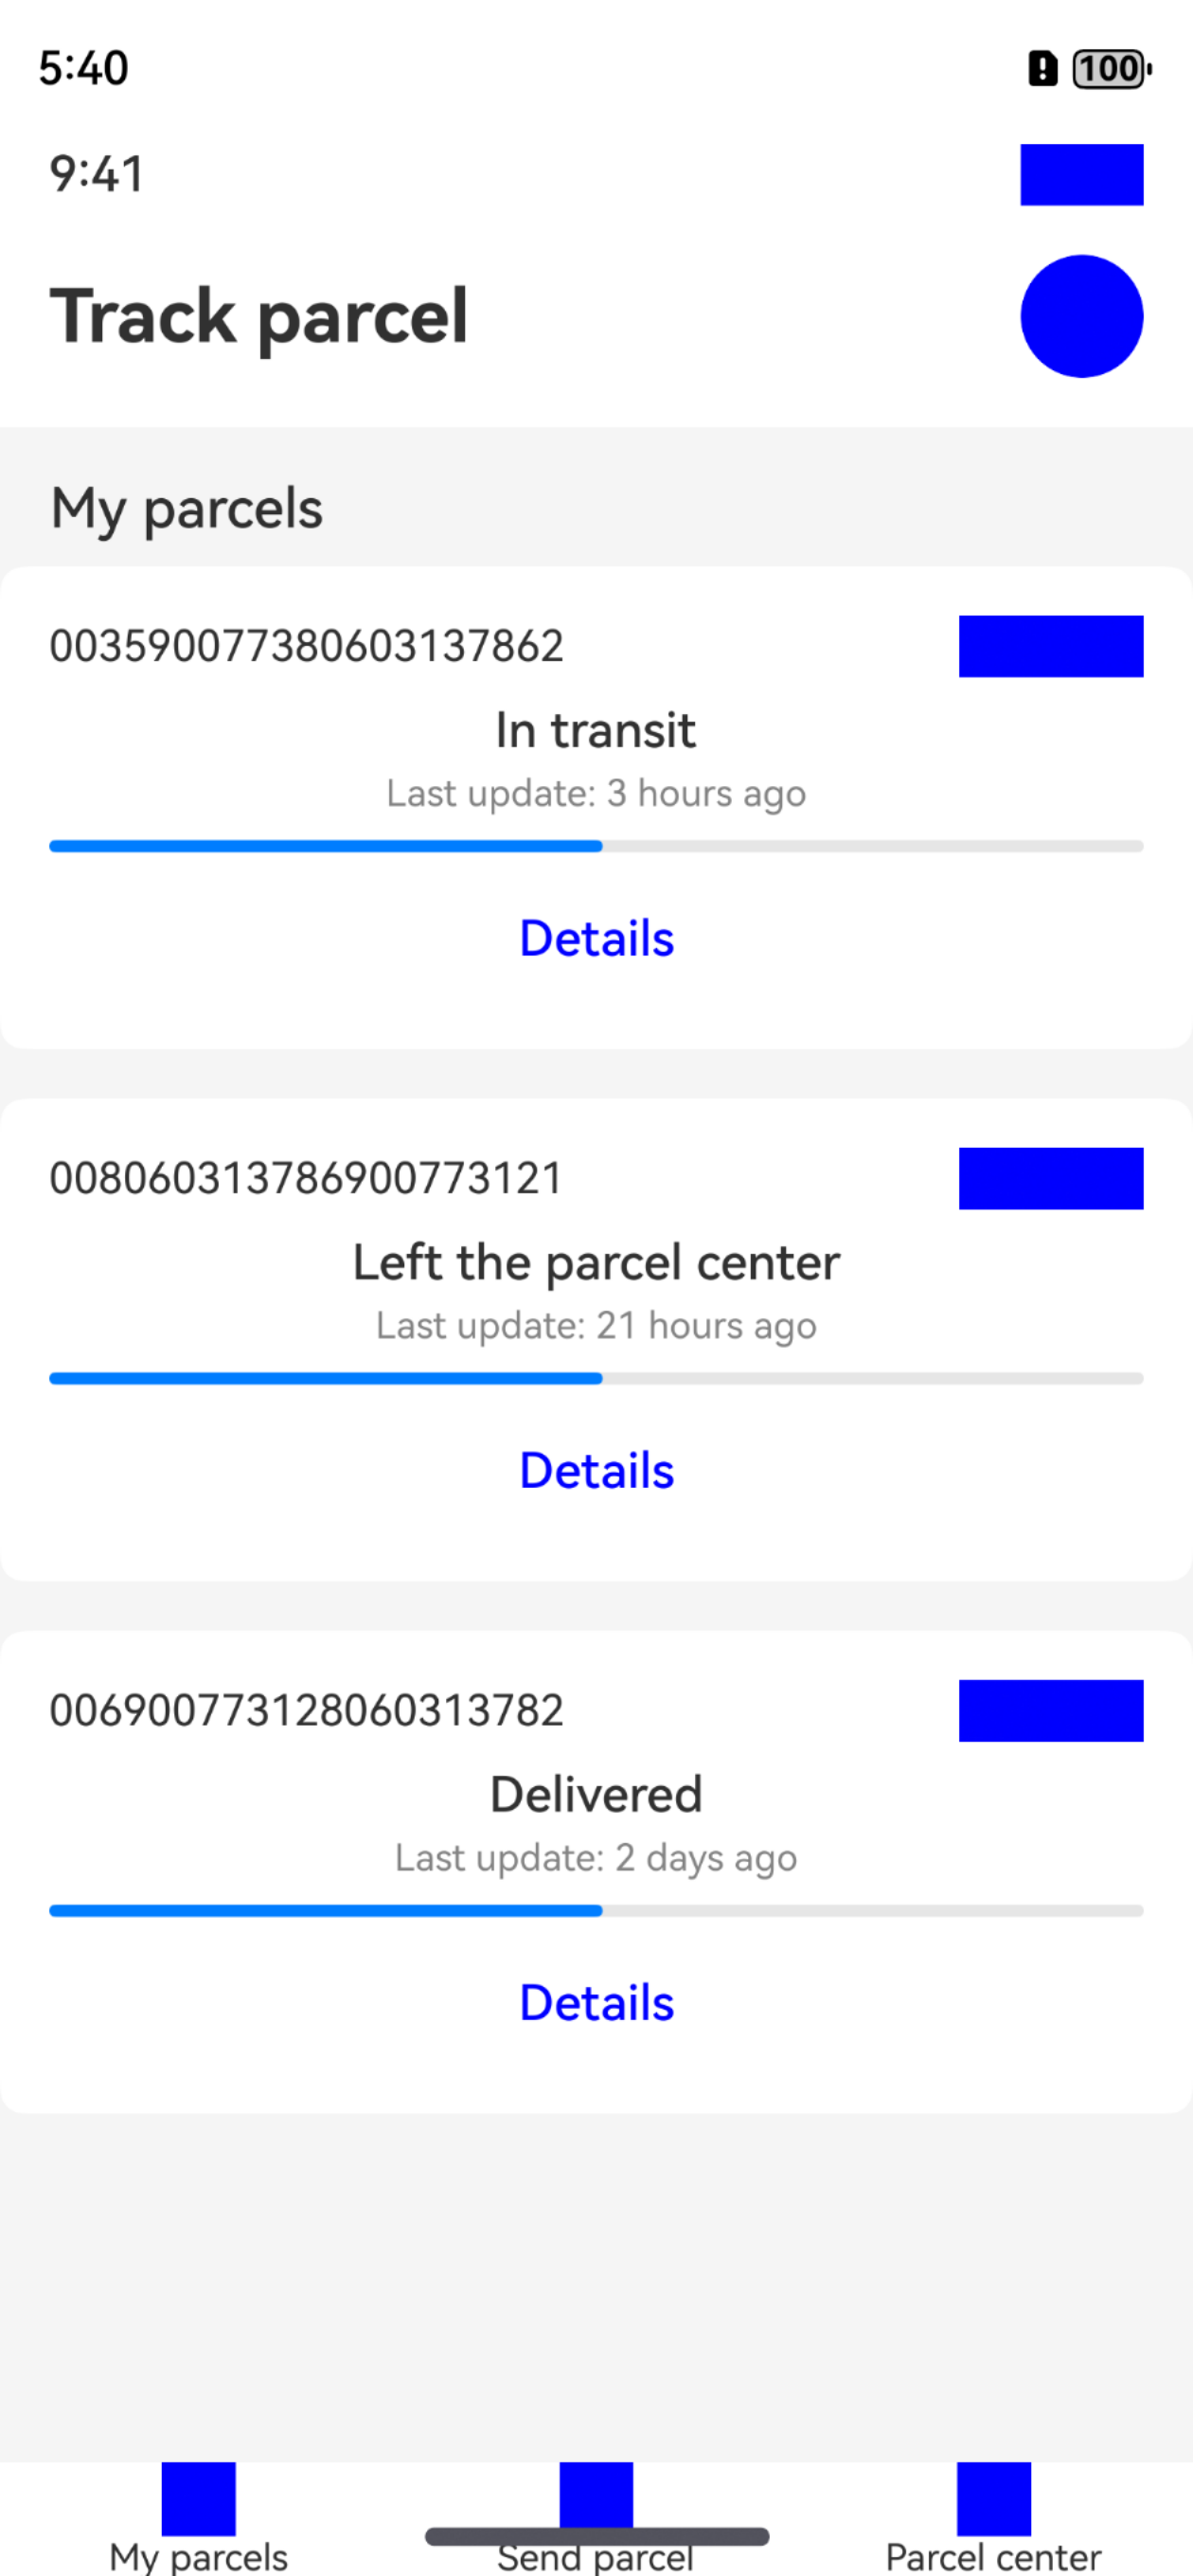 5:40
100
9:41
Track parcel
My parcels
003590077380603137862
In transit
Last update: 3 hours ago
Details
008060313786900773121
Left the parcel center
Last update: 21 hours ago
Details
00690077312806031​3782
Delivered
Last update: 2 days ago
Details
My parcels
Send parcel
Parcel center